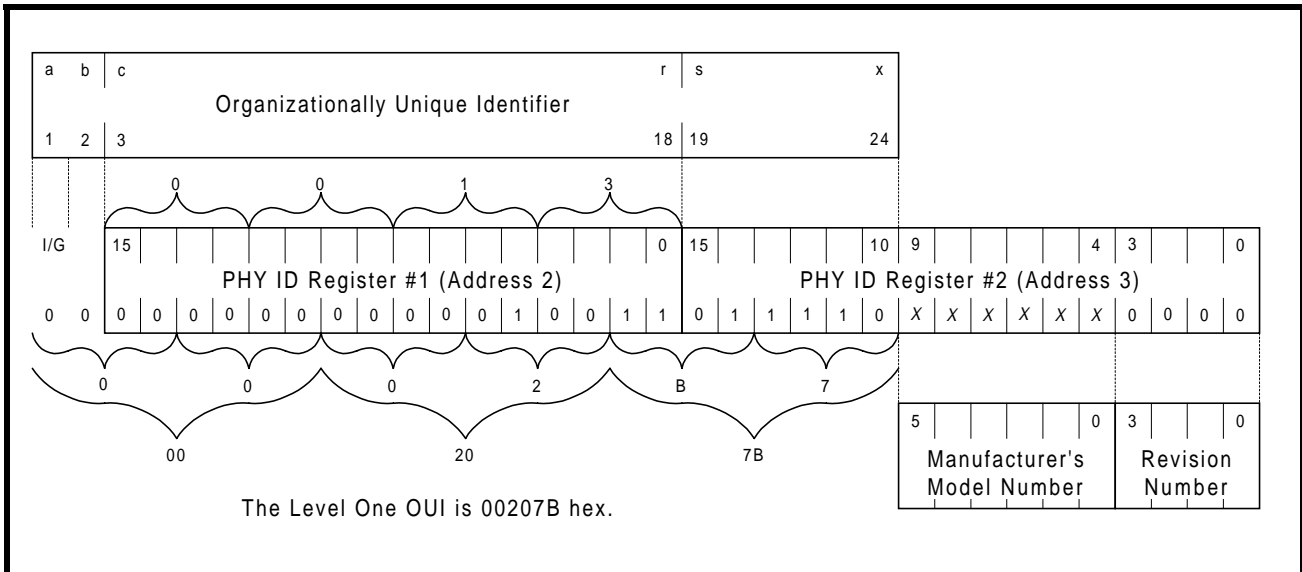 a b c r s x
Organizationally Unique Identifier
1 2 3 18 19 24
0 0 1 3
I/G 15 0 15 10 9 4 3 0
PHY ID Register #1 (Address 2) PHY ID Register #2 (Address 3)
0 0 0 0 0 0 0 0 0 0 0 0 0 1 0 0 1 1 0 1 1 1 1 0 X X X X X X 0 0 0 0
0 0 0 2 B 7
5 0 3 0
00 20 7B
Manufacturer's Revision
Model Number Number
The Level One OUI is 00207B hex.